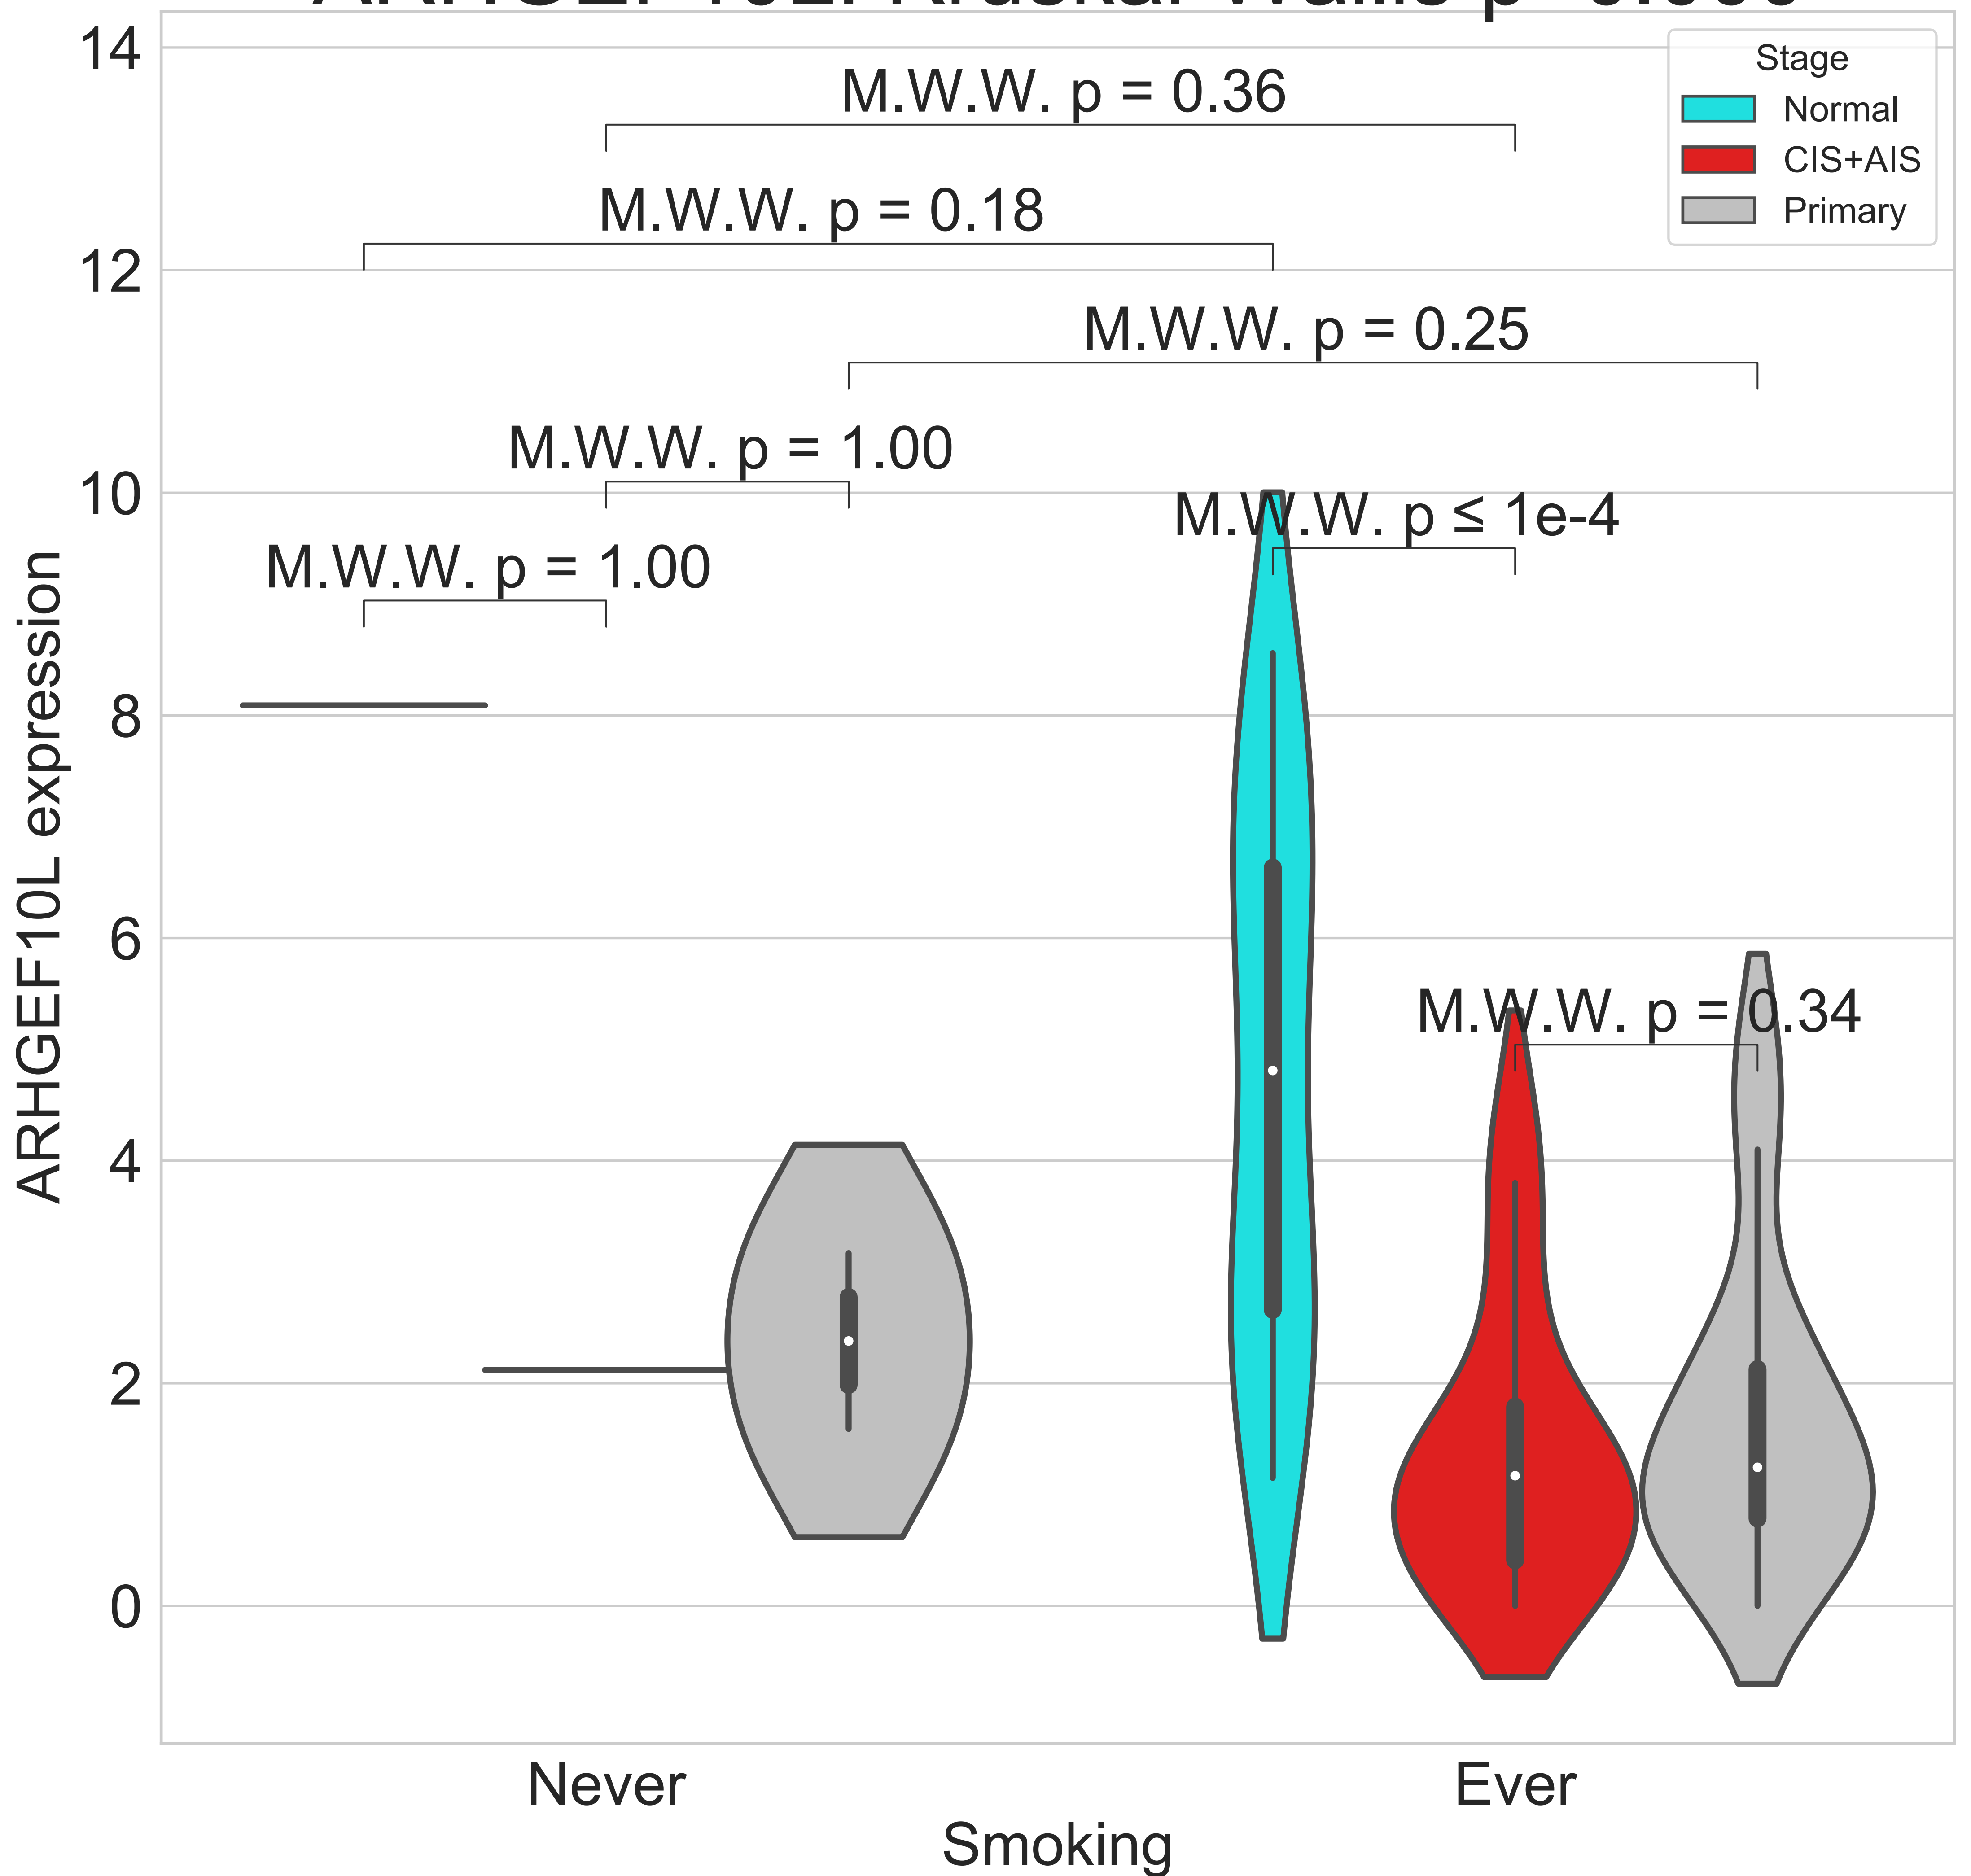 14
M.W.W. p = 0.36
Stage
Normal
CIS+AIS
Primary
M.W.W. p = 0.18
12
M.W.W. p = 0.25
M.W.W. p = 1.00
10
M.W.W. p ≤ 1e-4
M.W.W. p = 1.00
8
6
M.W.W. p = 0.34
4
2
0
ARHGEF10L expression
Never
Ever
Smoking